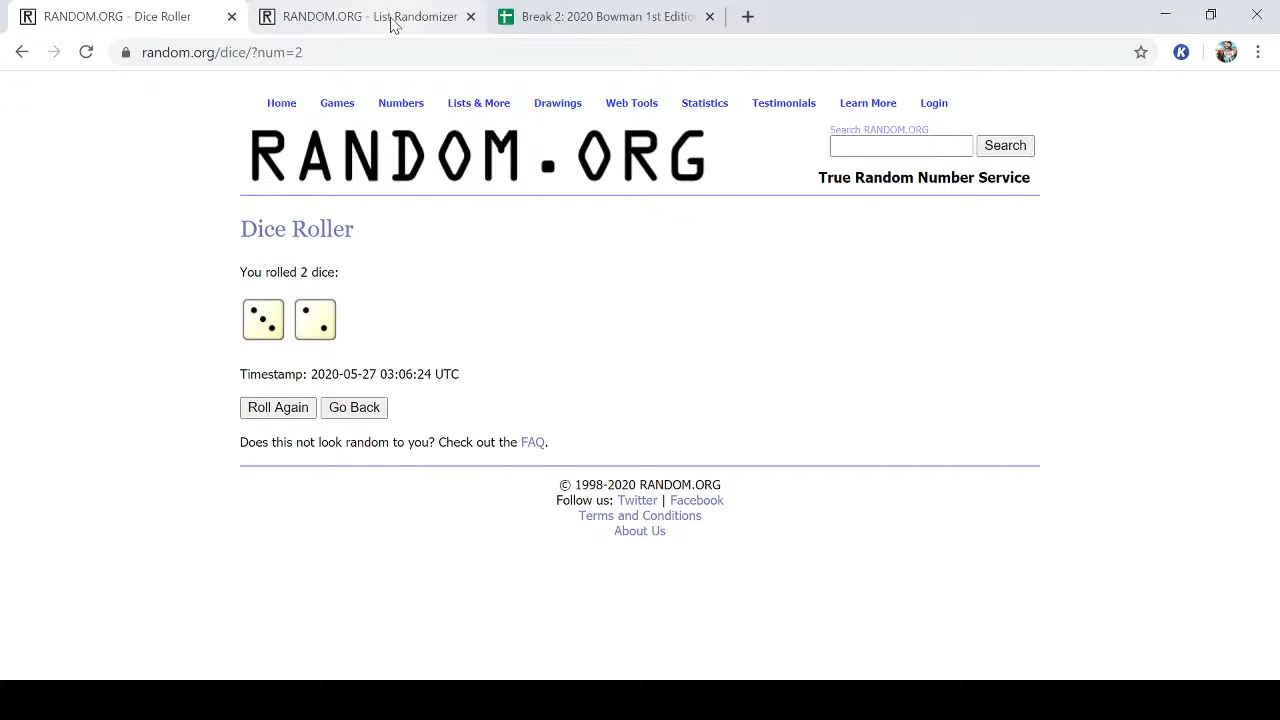 RANDOM.ORG - Dice Roller
RANDOM.ORG - List Randomizer
Break 2: 2020 Bowman 1st Edition
random.org/dice/?num=2
K
Home Games Numbers Lists & More Drawings Web Tools Statistics Testimonials Learn More Login
RANDOM.ORG
Search RANDOM.ORG
Search
True Random Number Service
Dice Roller
You rolled 2 dice:
Timestamp: 2020-05-27 03:06:24 UTC
Roll Again Go Back
Does this not look random to you? Check out the FAQ.
© 1998-2020 RANDOM.ORG
Follow us: Twitter | Facebook
Terms and Conditions
About Us